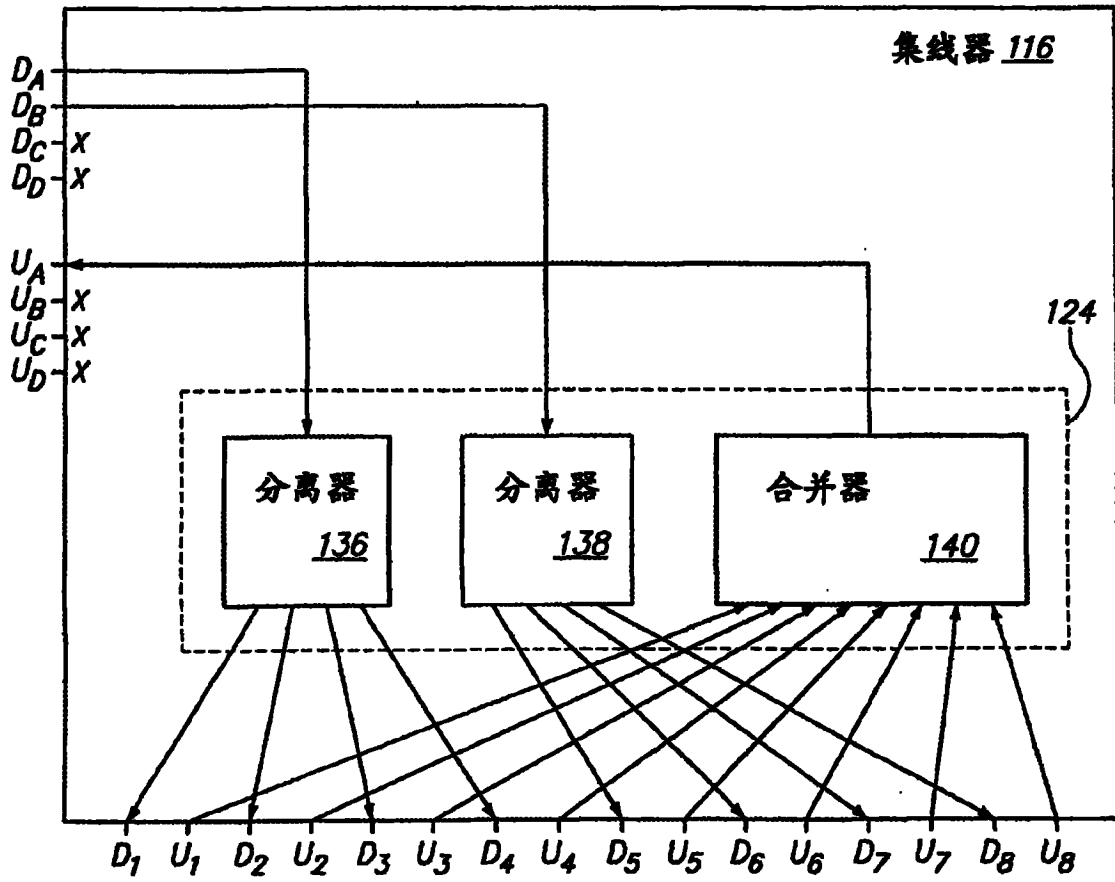 集线器 116
D_A
D_B
D_C X
D_D X
U_A
U_B X
U_C X
U_D X
124
分离器 136
分离器 138
合并器 140
D_1 U_1 D_2 U_2 D_3 U_3 D_4 U_4 D_5 U_5 D_6 U_6 D_7 U_7 D_8 U_8